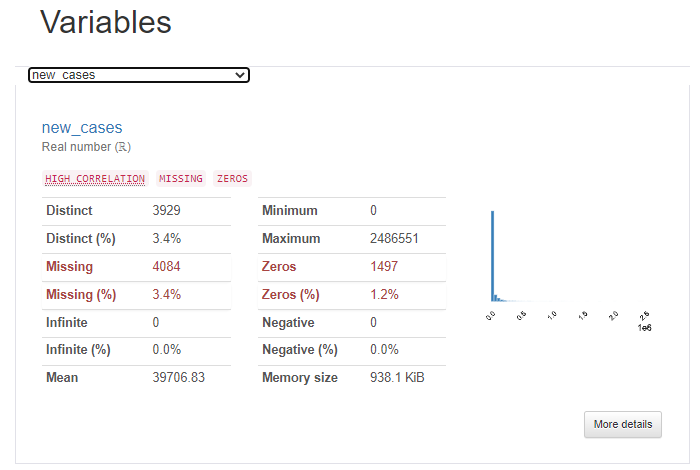 Variables
new_cases
new_cases
Real number (ℝ)
HIGH CORRELATION MISSING ZEROS
Distinct 3929 Minimum 0
Distinct (%) 3.4% Maximum 2486551
Missing 4084 Zeros 1497
Missing (%) 3.4% Zeros (%) 1.2%
Infinite 0 Negative 0
Infinite (%) 0.0% Negative (%) 0.0%
Mean 39706.83 Memory size 938.1 KiB
0.0 0.5 1.0 1.5 2.0 2.5
1e6
More details